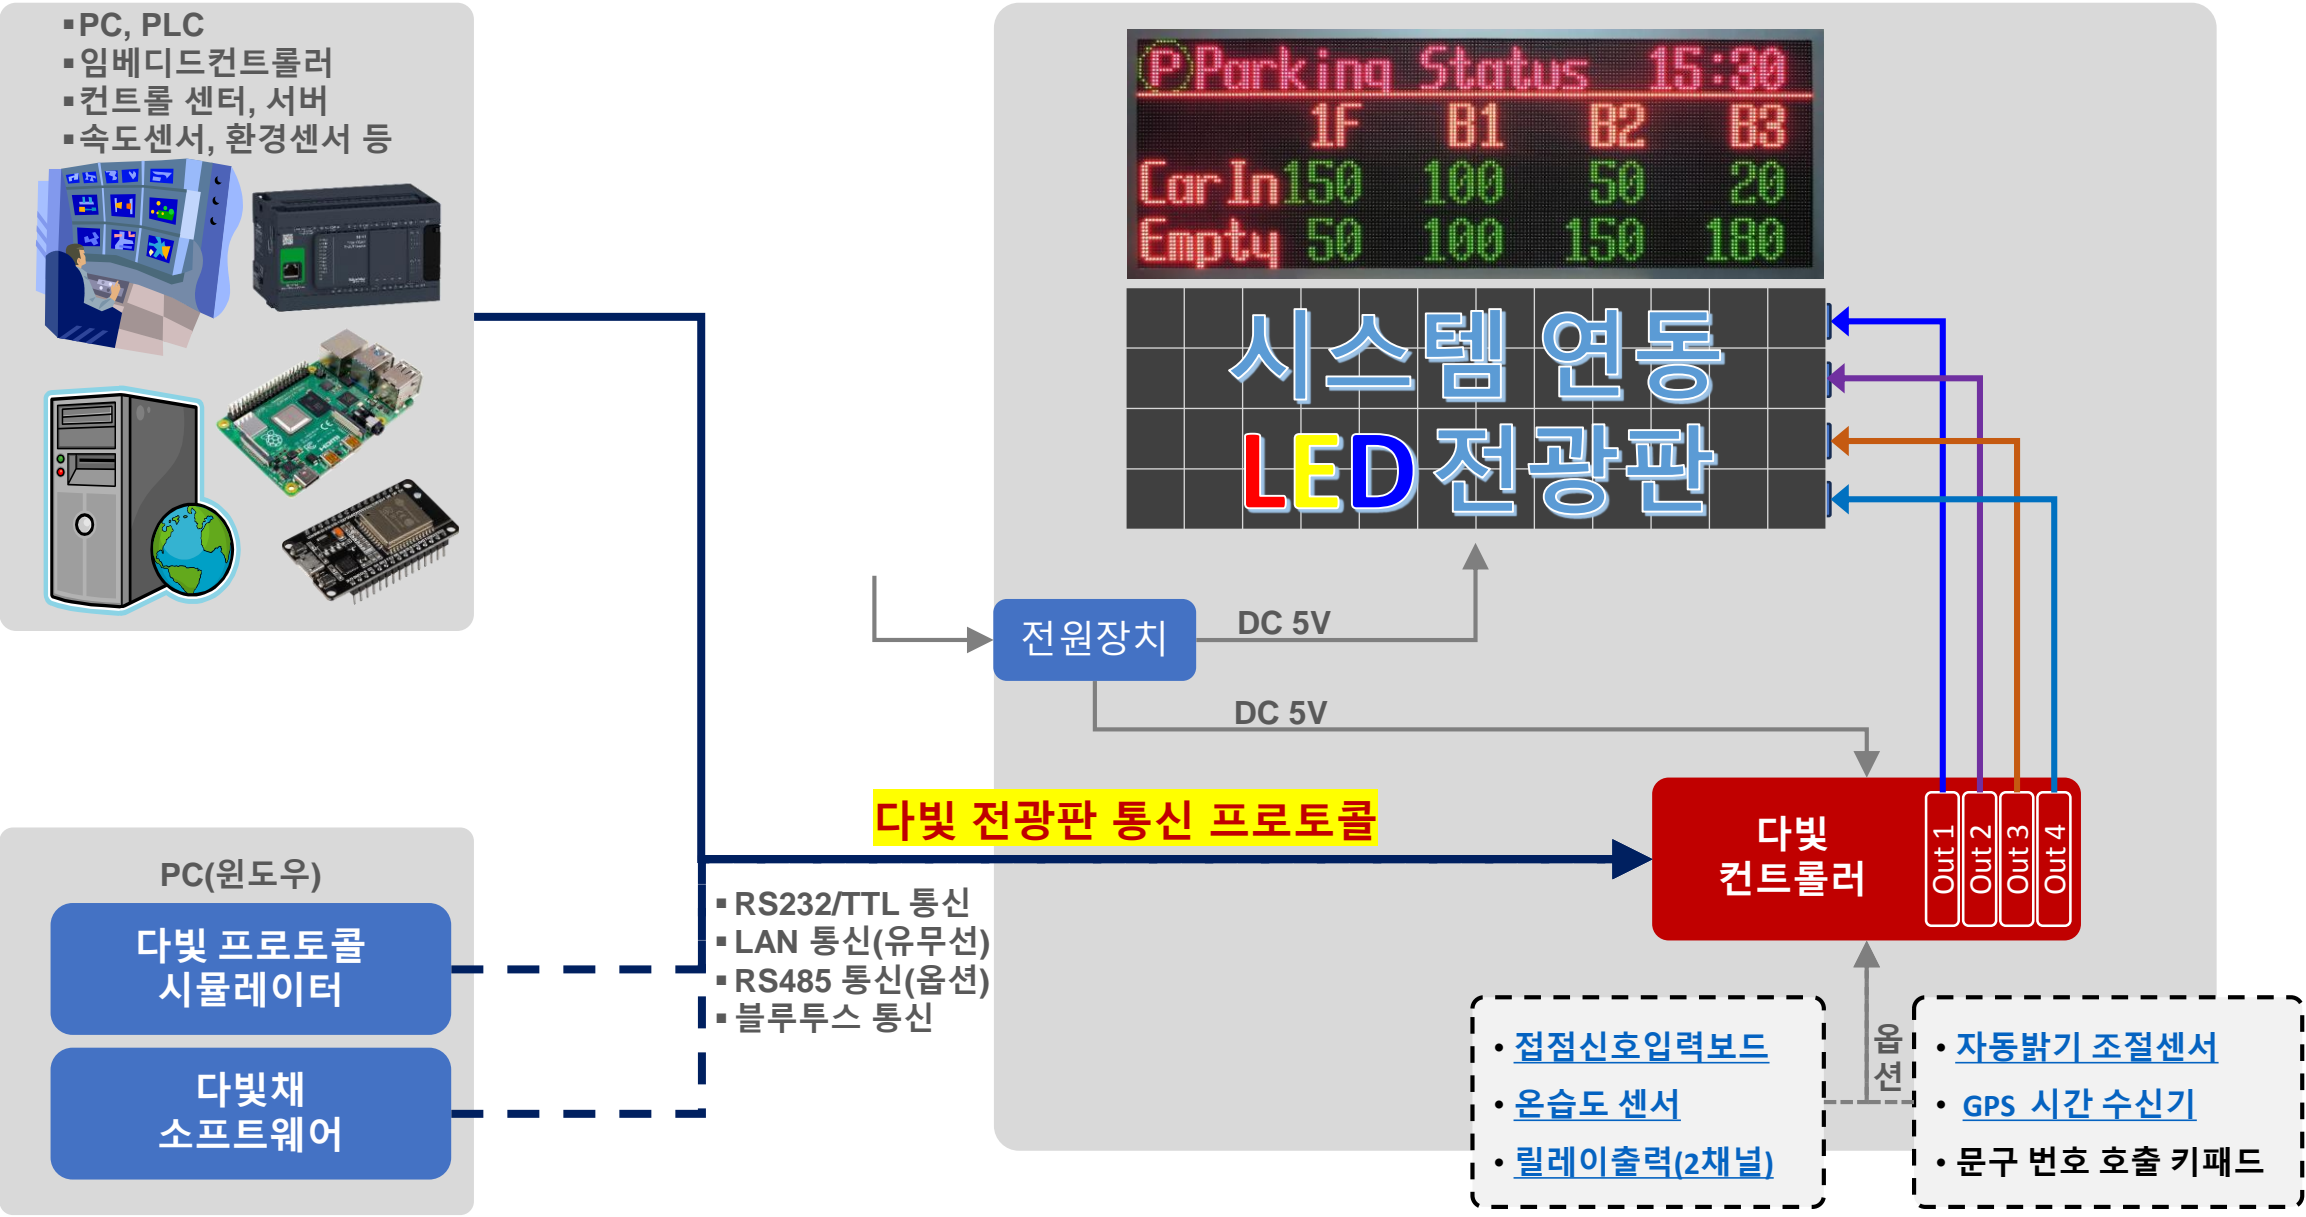 ▪PC, PLC
▪임베디드컨트롤러
▪컨트롤 센터, 서버
▪속도센서, 환경센서 등
ⓅParking Status 15:30
1F B1 B2 B3
CarIn 150 100 50 20
Empty 50 100 150 180
시스템 연동
LED 전광판
전원장치
DC 5V
DC 5V
다빛 전광판 통신 프로토콜
다빛
컨트롤러
Out 1
Out 2
Out 3
Out 4
PC(윈도우)
다빛 프로토콜
시뮬레이터
다빛채
소프트웨어
▪RS232/TTL 통신
▪LAN 통신(유무선)
▪RS485 통신(옵션)
▪블루투스 통신
• 접점신호입력보드
• 온습도 센서
• 릴레이출력(2채널)
옵
션
• 자동밝기 조절센서
• GPS 시간 수신기
• 문구 번호 호출 키패드